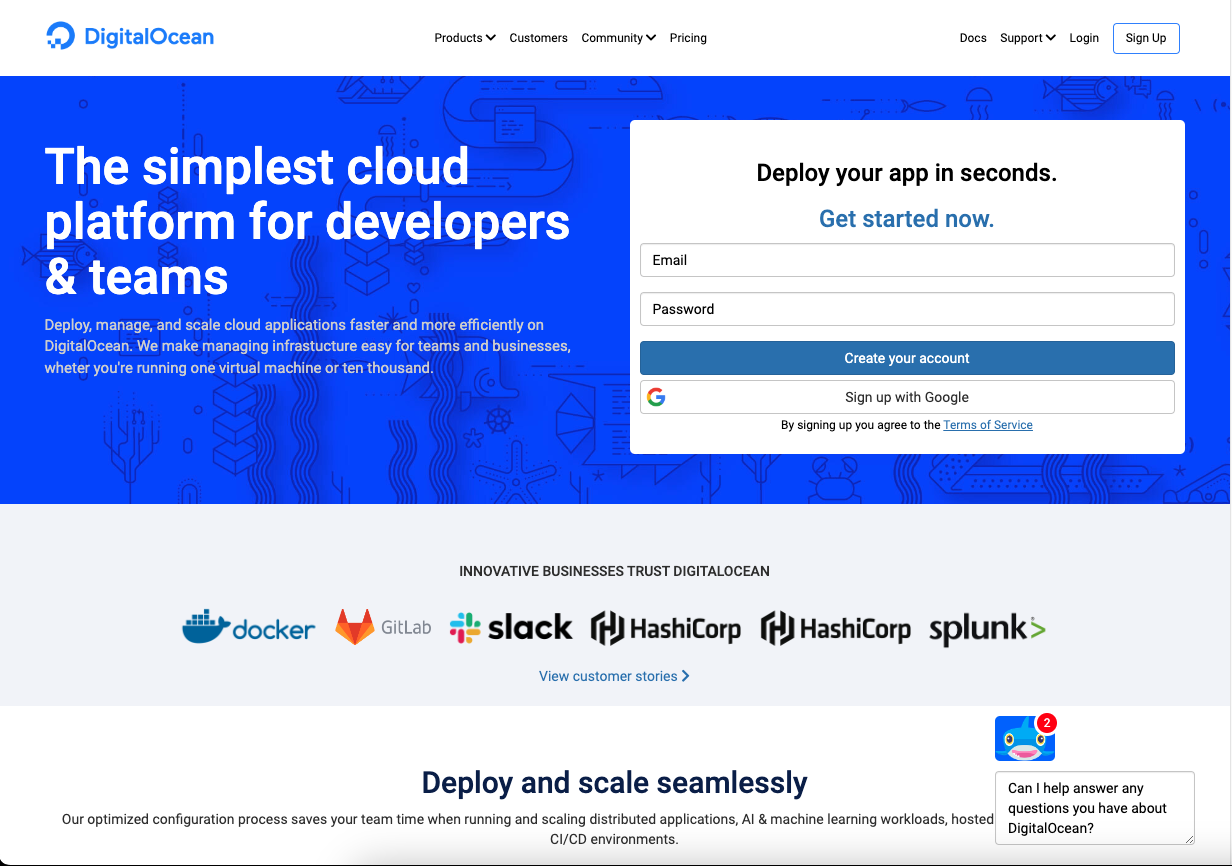 DigitalOcean
Products
Customers
Community
Pricing
Docs
Support
Login
Sign Up
The simplest cloud
platform for developers
& teams
Deploy, manage, and scale cloud applications faster and more efficiently on
DigitalOcean. We make managing infrastucture easy for teams and businesses,
wheter you're running one virtual machine or ten thousand.
Deploy your app in seconds.
Get started now.
Email
Password
Create your account
Sign up with Google
By signing up you agree to the Terms of Service
INNOVATIVE BUSINESSES TRUST DIGITALOCEAN
docker
GitLab
slack
HashiCorp
HashiCorp
splunk>
View customer stories
Deploy and scale seamlessly
Our optimized configuration process saves your team time when running and scaling distributed applications, AI & machine learning workloads, hosted
CI/CD environments.
2
Can I help answer any
questions you have about
DigitalOcean?